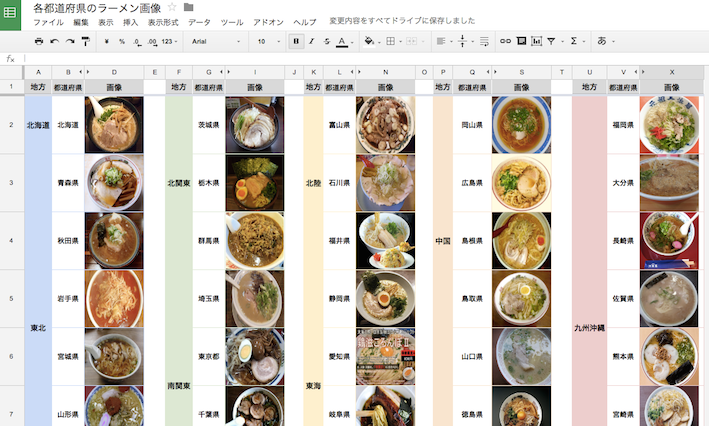 各都道府県のラーメン画像
ファイル 編集 表示 挿入 表示形式 データ ツール アドオン ヘルプ 変更内容をすべてドライブに保存しました
¥ % .0 .00 123 Arial 10 B I S A Σ あ
fx
A B D E F G I J K L N O P Q S T U V X
1 地方 都道府県 画像 地方 都道府県 画像 地方 都道府県 画像 地方 都道府県 画像 地方 都道府県 画像
2 北海道 北海道 茨城県 富山県 岡山県 福岡県
3 青森県 北関東 栃木県 北陸 石川県 広島県 大分県
4 秋田県 群馬県 福井県 中国 島根県 長崎県
5 岩手県 埼玉県 静岡県 鳥取県 佐賀県
東北 九州沖縄
6 宮城県 東京都 愛知県 山口県 熊本県
南関東 東海
7 山形県 千葉県 岐阜県 徳島県 宮崎県